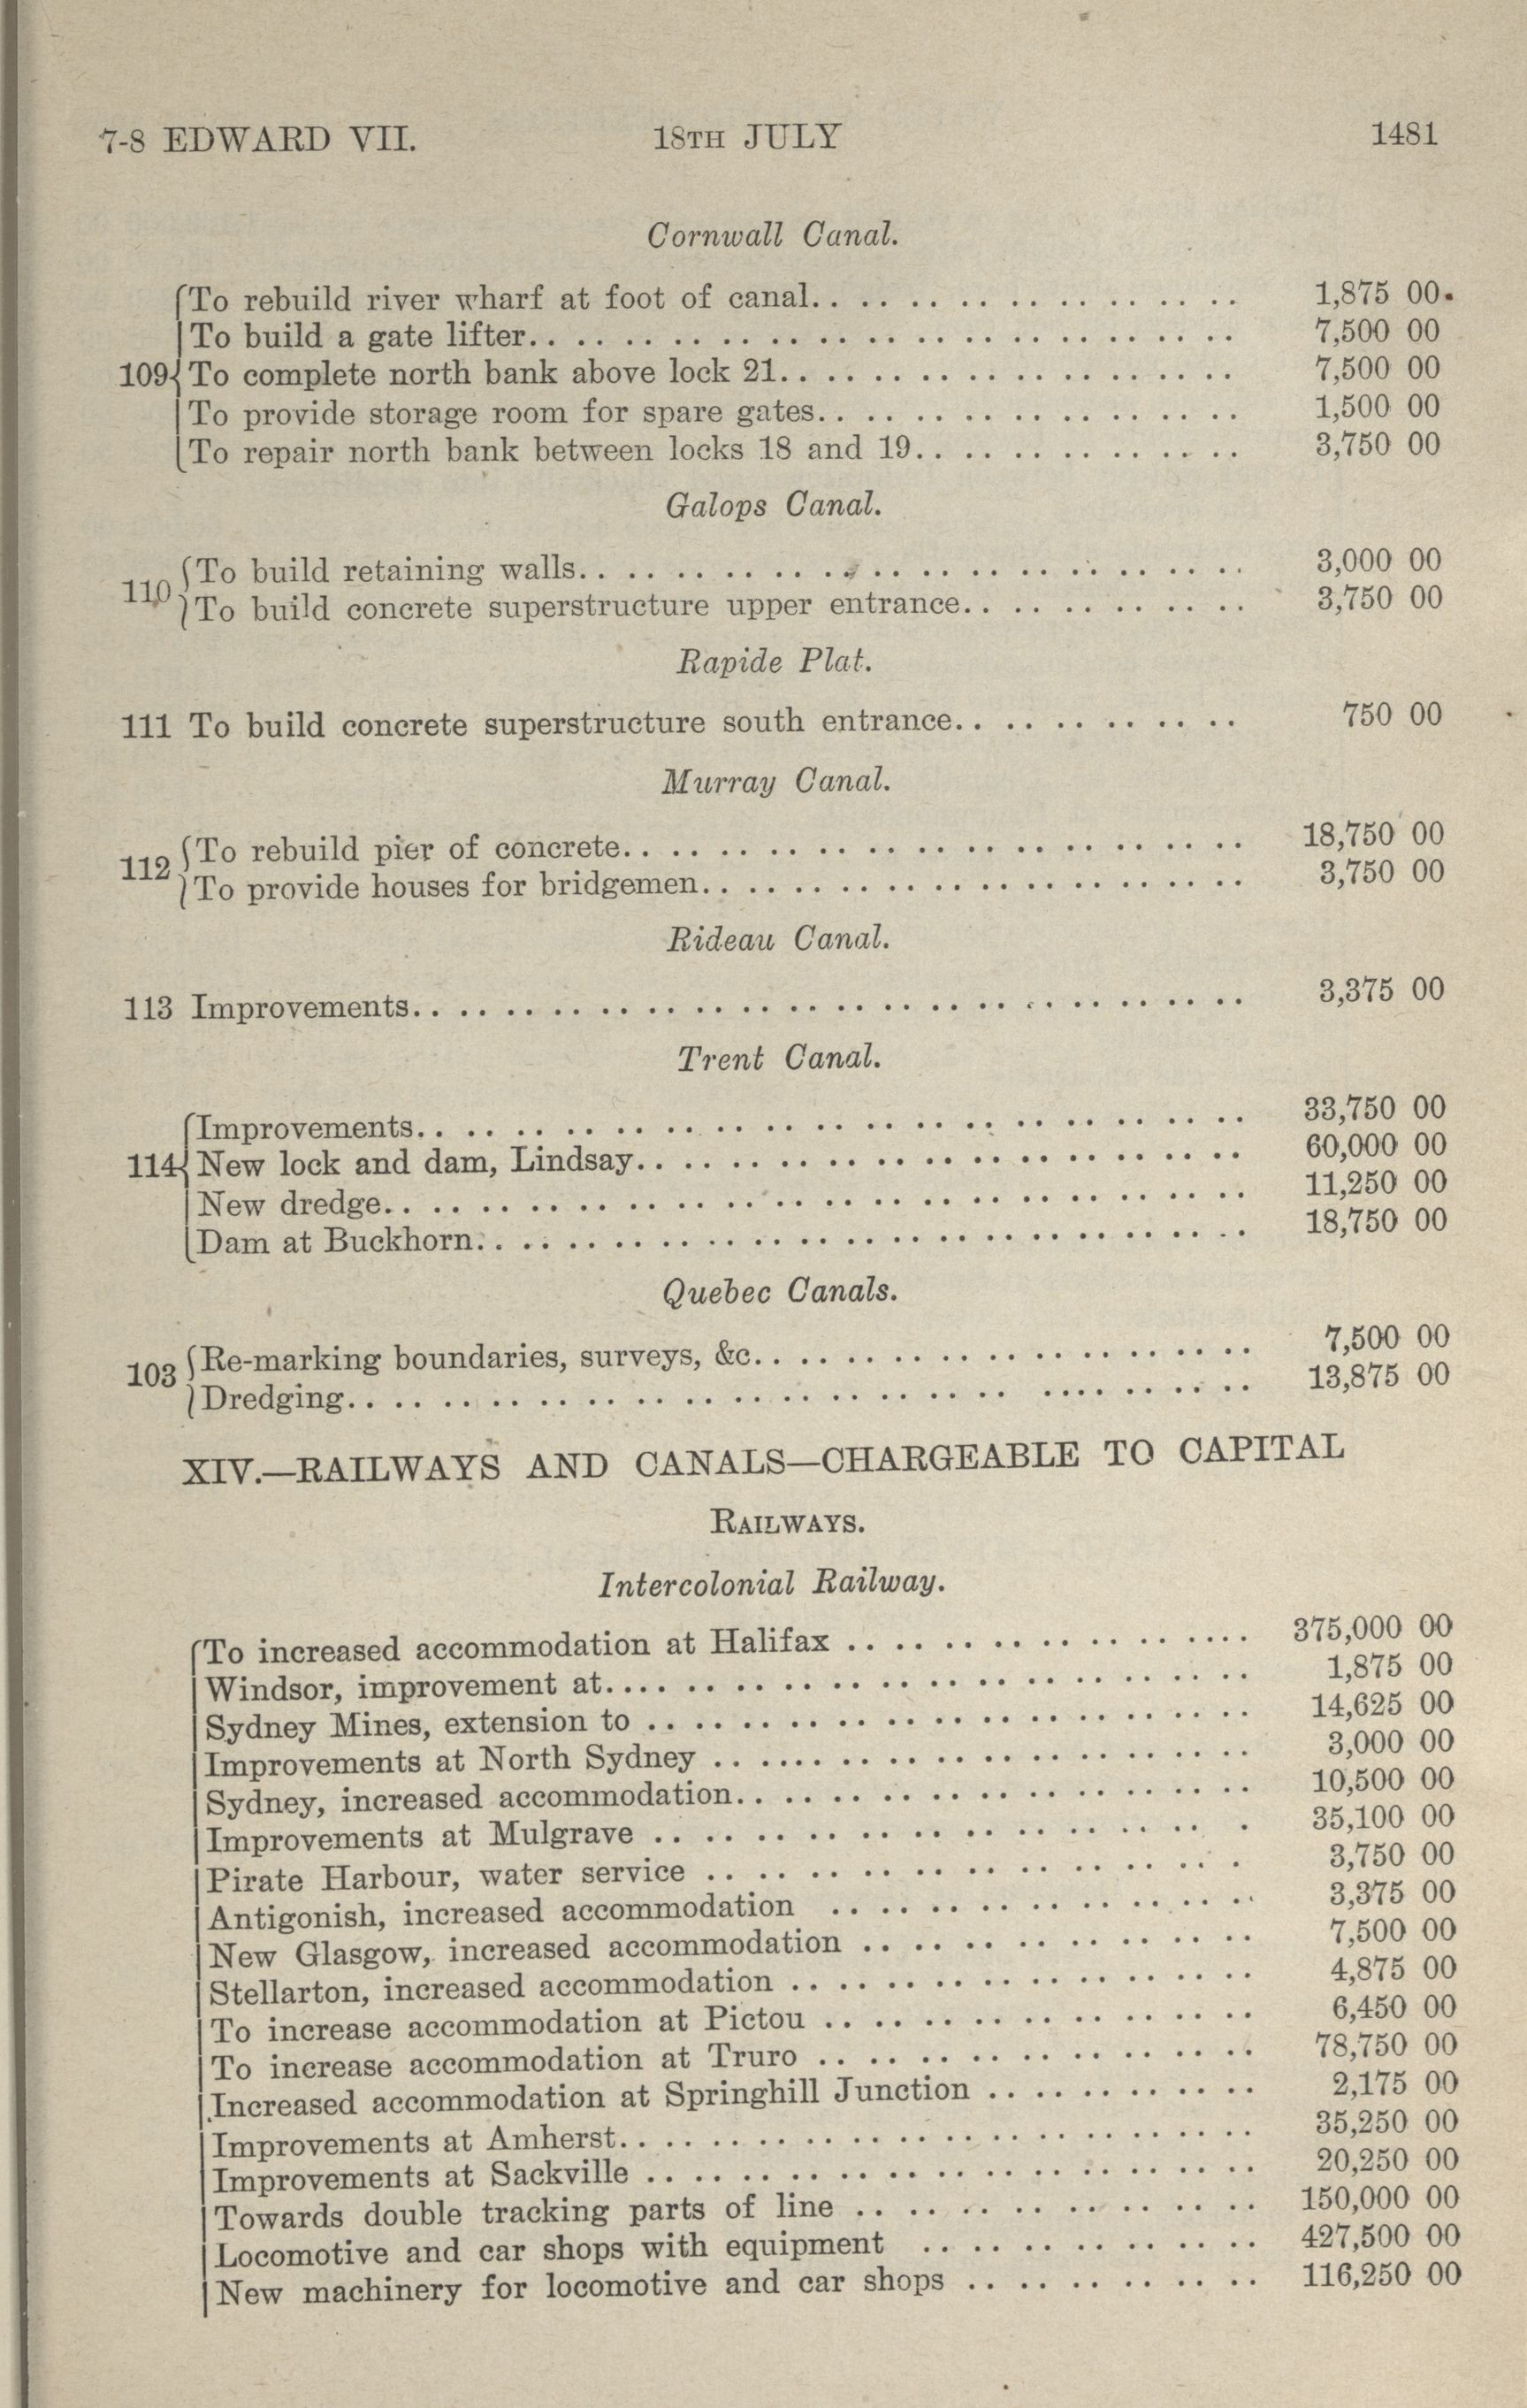 7-8 EDWARD VII. 18TH JULY 1481
Cornwall Canal.
To rebuild river wharf at foot of canal. . . . . . . . . . . . . . . . . . . 1,875 00
To build a gate lifter. . . . . . . . . . . . . . . . . . . . . . . . . . . . . . 7,500 00
109 To complete north bank above lock 21. . . . . . . . . . . . . . . . . . . . 7,500 00
To provide storage room for spare gates. . . . . . . . . . . . . . . . . . . 1,500 00
To repair north bank between locks 18 and 19. . . . . . . . . . . . . . . 3,750 00
Galops Canal.
To build retaining walls. . . . . . . . . . . . . . . . . . . . . . . . . . . . 3,000 00
110
To build concrete superstructure upper entrance. . . . . . . . . . . . . 3,750 00
Rapide Plat.
111 To build concrete superstructure south entrance. . . . . . . . . . . . . 750 00
Murray Canal.
To rebuild pier of concrete. . . . . . . . . . . . . . . . . . . . . . . . . . 18,750 00
112
To provide houses for bridgemen. . . . . . . . . . . . . . . . . . . . . . . 3,750 00
Rideau Canal.
113 Improvements. . . . . . . . . . . . . . . . . . . . . . . . . . . . . . . . . . . . 3,375 00
Trent Canal.
Improvements. . . . . . . . . . . . . . . . . . . . . . . . . . . . . . . . . . . 33,750 00
114 New lock and dam, Lindsay. . . . . . . . . . . . . . . . . . . . . . . . . . 60,000 00
New dredge. . . . . . . . . . . . . . . . . . . . . . . . . . . . . . . . . . . . 11,250 00
Dam at Buckhorn. . . . . . . . . . . . . . . . . . . . . . . . . . . . . . . . . 18,750 00
Quebec Canals.
Re-marking boundaries, surveys, &c. . . . . . . . . . . . . . . . . . . . . 7,500 00
103
Dredging. . . . . . . . . . . . . . . . . . . . . . . . . . . . . . . . . . . . . . 13,875 00
XIV.—RAILWAYS AND CANALS—CHARGEABLE TO CAPITAL
RAILWAYS.
Intercolonial Railway.
To increased accommodation at Halifax . . . . . . . . . . . . . . . . . . 375,000 00
Windsor, improvement at. . . . . . . . . . . . . . . . . . . . . . . . . . . . 1,875 00
Sydney Mines, extension to . . . . . . . . . . . . . . . . . . . . . . . . . . 14,625 00
Improvements at North Sydney . . . . . . . . . . . . . . . . . . . . . . . . 3,000 00
Sydney, increased accommodation. . . . . . . . . . . . . . . . . . . . . . . 10,500 00
Improvements at Mulgrave . . . . . . . . . . . . . . . . . . . . . . . . . . 35,100 00
Pirate Harbour, water service . . . . . . . . . . . . . . . . . . . . . . . . 3,750 00
Antigonish, increased accommodation . . . . . . . . . . . . . . . . . . . 3,375 00
New Glasgow, increased accommodation . . . . . . . . . . . . . . . . . 7,500 00
Stellarton, increased accommodation . . . . . . . . . . . . . . . . . . . . 4,875 00
To increase accommodation at Pictou . . . . . . . . . . . . . . . . . . . 6,450 00
To increase accommodation at Truro . . . . . . . . . . . . . . . . . . . 78,750 00
Increased accommodation at Springhill Junction . . . . . . . . . . . . 2,175 00
Improvements at Amherst. . . . . . . . . . . . . . . . . . . . . . . . . . . 35,250 00
Improvements at Sackville . . . . . . . . . . . . . . . . . . . . . . . . . . 20,250 00
Towards double tracking parts of line . . . . . . . . . . . . . . . . . . 150,000 00
Locomotive and car shops with equipment . . . . . . . . . . . . . . . 427,500 00
New machinery for locomotive and car shops . . . . . . . . . . . . . 116,250 00